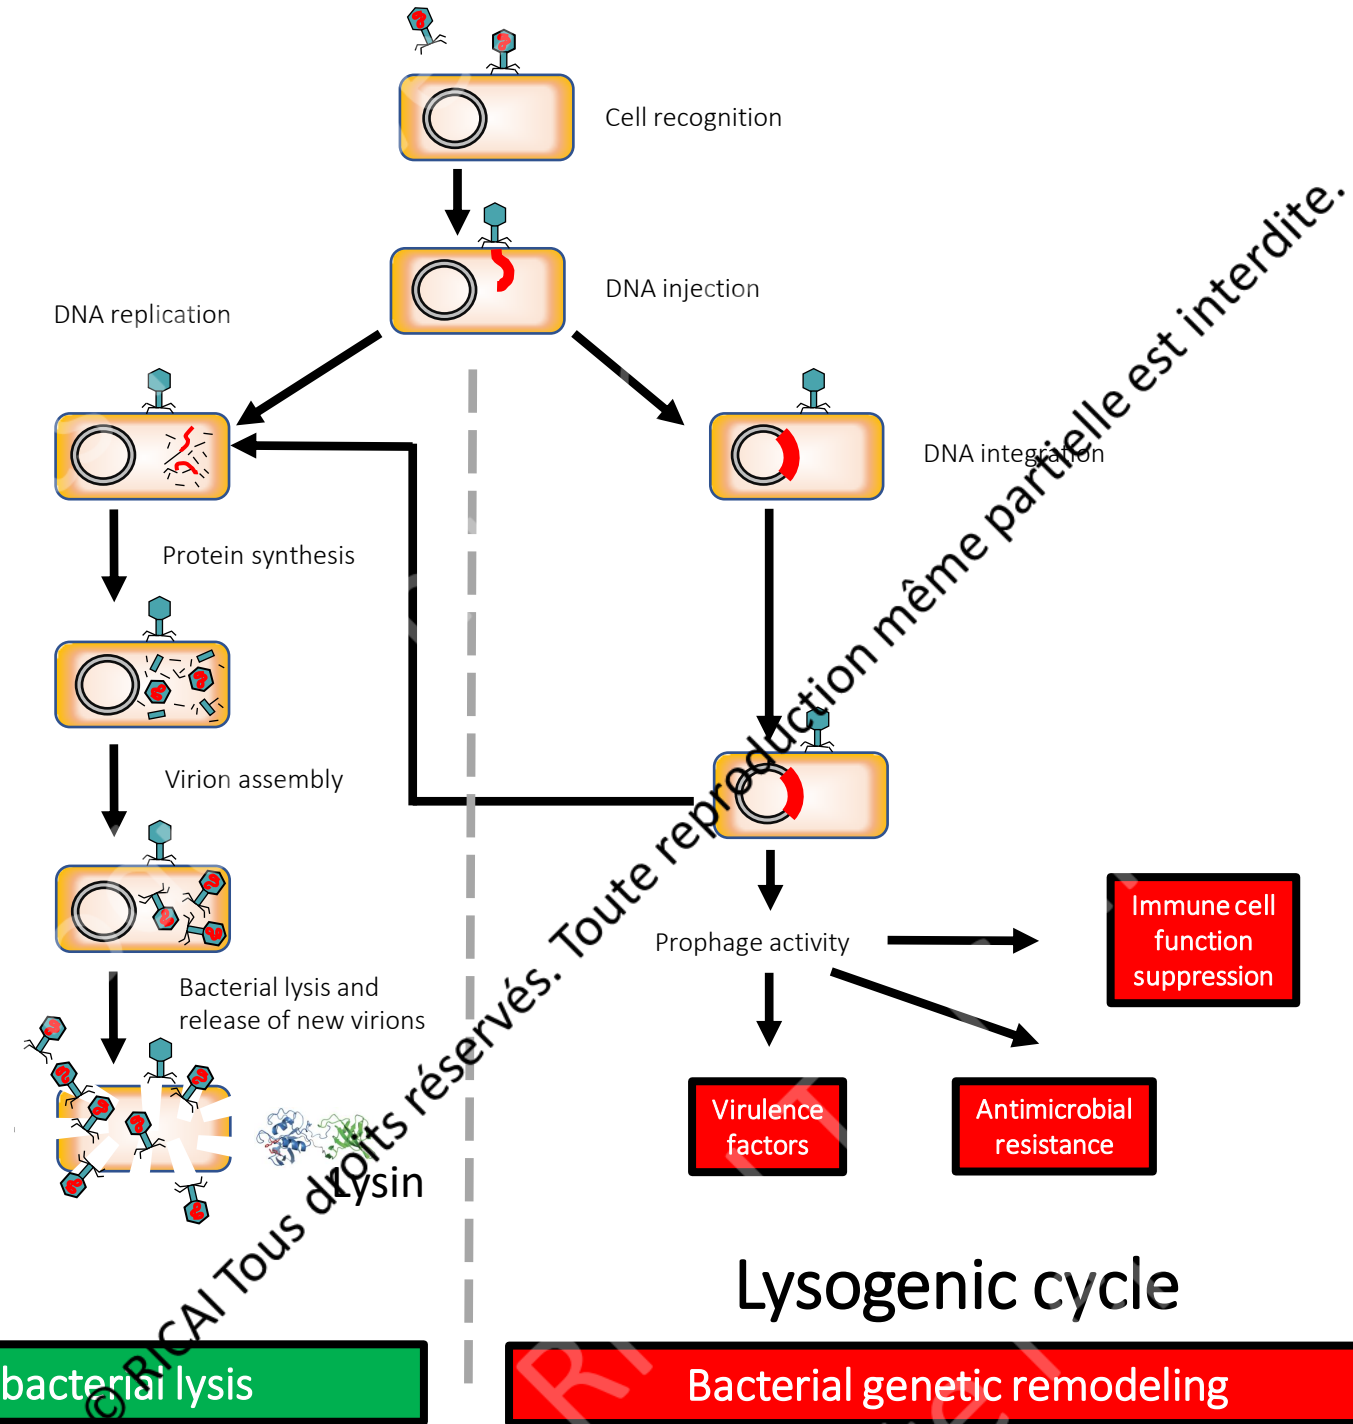 Cell recognition
DNA injection
DNA replication
DNA integration
Protein synthesis
Virion assembly
Prophage activity
Immune cell
function
suppression
Bacterial lysis and
release of new virions
Virulence
factors
Antimicrobial
resistance
Lysin
Lysogenic cycle
bacterial lysis
Bacterial genetic remodeling
© RICAI Tous droits réservés. Toute reproduction même partielle est interdite.